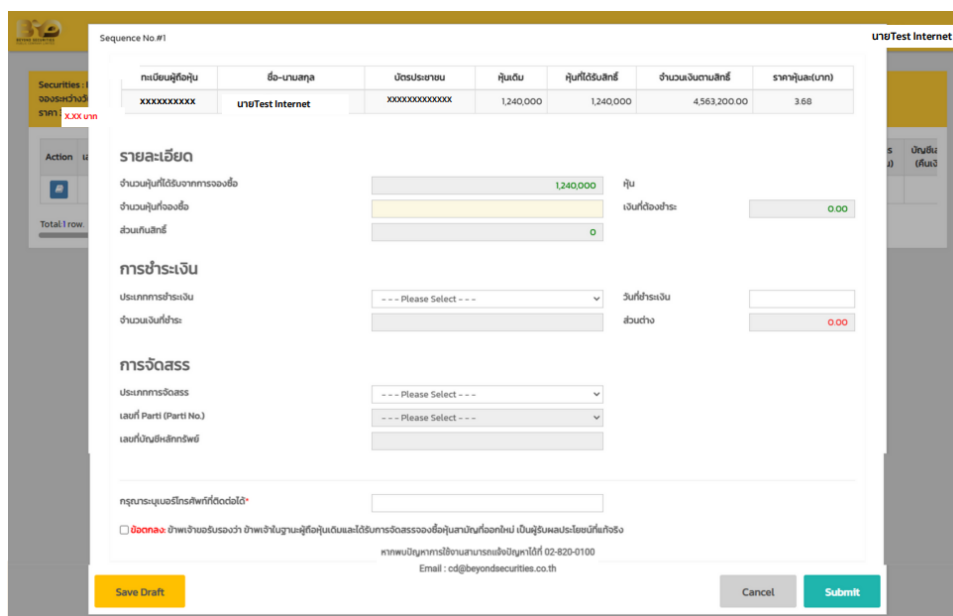 BYD
BEYOND SECURITIES
Sequence No.#1
นายTest Internet
Securities :
จองระหว่าง
ราคา
X.XX บาท
ทะเบียนผู้ถือหุ้น ชื่อ-นามสกุล บัตรประชาชน หุ้นเดิม หุ้นที่ได้รับสิทธิ์ จำนวนเงินตามสิทธิ์ ราคาหุ้นละ(บาท)
xxxxxxxxxx นายTest Internet xxxxxxxxxxxxx 1,240,000 1,240,000 4,563,200.00 3.68
Action
บัญชีธน
(คืนเงิ
Total 1 row.
รายละเอียด
จำนวนหุ้นที่ได้รับจากการจองซื้อ 1,240,000 หุ้น
จำนวนหุ้นที่จองซื้อ เงินที่ต้องชำระ 0.00
ส่วนเกินสิทธิ์ 0
การชำระเงิน
ประเภทการชำระเงิน - - - Please Select - - - วันที่ชำระเงิน
จำนวนเงินที่ชำระ ส่วนต่าง 0.00
การจัดสรร
ประเภทการจัดสรร - - - Please Select - - -
เลขที่ Parti (Parti No.) - - - Please Select - - -
เลขที่บัญชีหลักทรัพย์
กรุณาระบุเบอร์โทรศัพท์ที่ติดต่อได้*
ข้อตกลง: ข้าพเจ้าขอรับรองว่า ข้าพเจ้าในฐานะผู้ถือหุ้นเดิมและได้รับการจัดสรรจองซื้อหุ้นสามัญที่ออกใหม่ เป็นผู้รับผลประโยชน์ที่แท้จริง
หากพบปัญหาการใช้งานสามารถแจ้งปัญหาได้ที่ 02-820-0100
Email : cd@beyondsecurities.co.th
Save Draft Cancel Submit